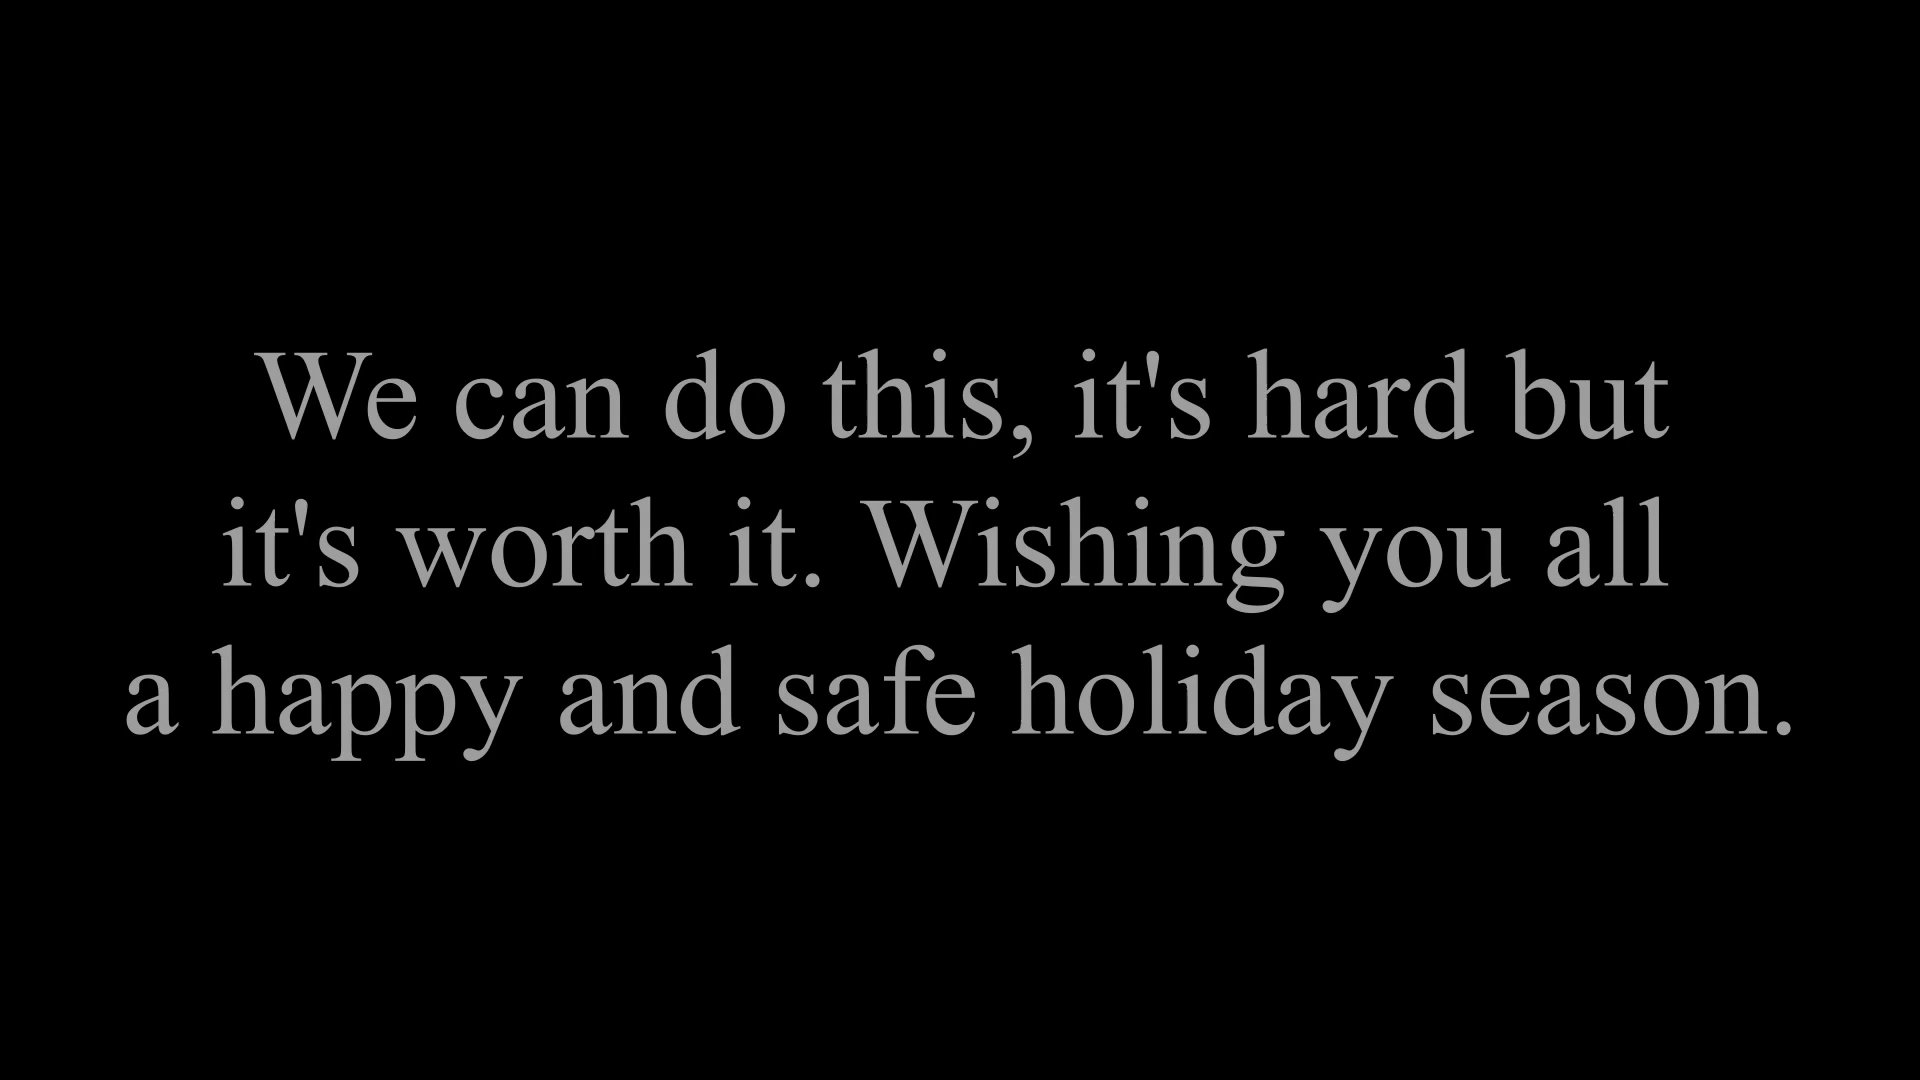 We can do this, it's hard but
it's worth it. Wishing you all
a happy and safe holiday season.